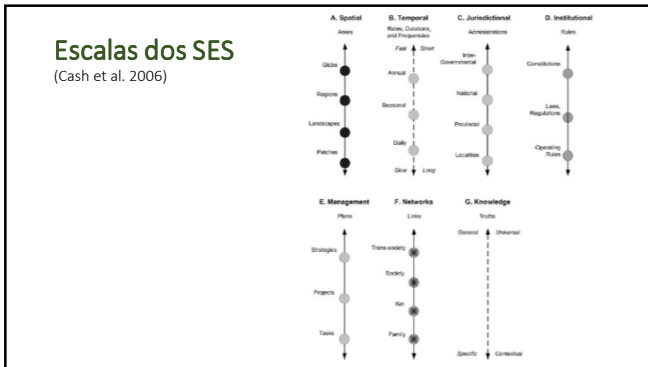 Escalas dos SES
(Cash et al. 2006)
A. Spatial
Areas
Globe
Regions
Landscapes
Patches
B. Temporal
Rates, Durations,
and Frequencies
Fast Short
Annual
Seasonal
Daily
Slow Long
C. Jurisdictional
Administrations
Inter-
Governmental
National
Provincial
Localities
D. Institutional
Rules
Constitutions
Laws,
Regulations
Operating
Rules
E. Management
Plans
Strategies
Projects
Tasks
F. Networks
Links
Trans-society
Society
Kin
Family
G. Knowledge
Truths
General Universal
Specific Contextual